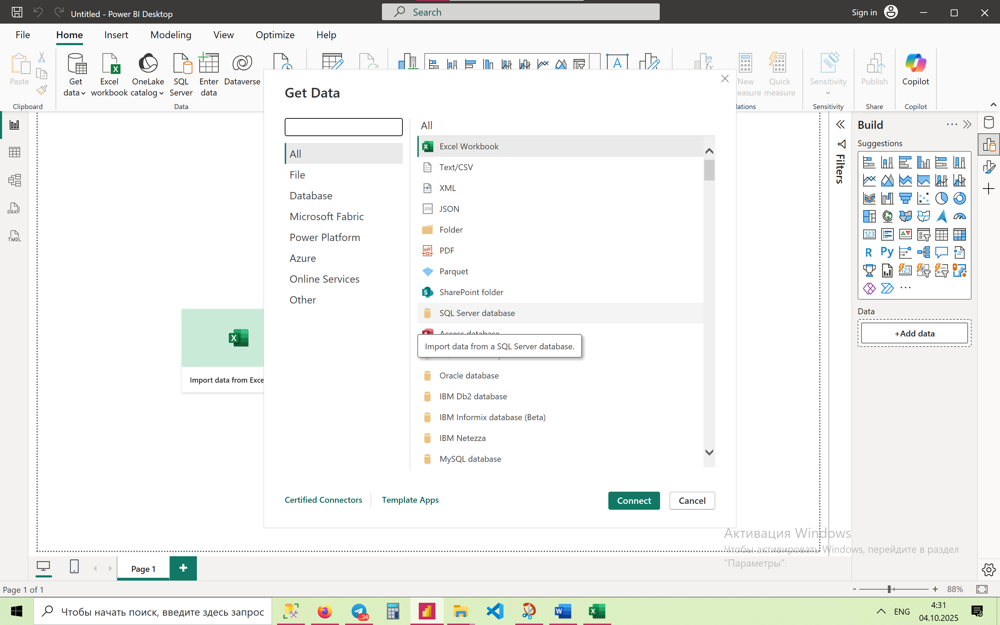 Untitled - Power BI Desktop
Search
Sign in
File
Home
Insert
Modeling
View
Optimize
Help
Paste
Get
data
Excel
workbook
OneLake
catalog
SQL
Server
Enter
data
Dataverse
New
easure
Quick
measure
Sensitivity
Publish
Copilot
Clipboard
Data
lations
Sensitivity
Share
Copilot
DAX
TMDL
Import data from Exce
Get Data
All
File
Database
Microsoft Fabric
Power Platform
Azure
Online Services
Other
All
Excel Workbook
Text/CSV
XML
JSON
Folder
PDF
Parquet
SharePoint folder
SQL Server database
Access database
Import data from a SQL Server database.
Oracle database
IBM Db2 database
IBM Informix database (Beta)
IBM Netezza
MySQL database
Certified Connectors
Template Apps
Connect
Cancel
Filters
Build
Suggestions
123
R
Py
123
Data
+Add data
Активация Windows
Чтобы активировать Windows, перейдите в раздел
"Параметры".
Page 1
Page 1 of 1
88%
Чтобы начать поиск, введите здесь запрос
..34
ENG
4:31
04.10.2025